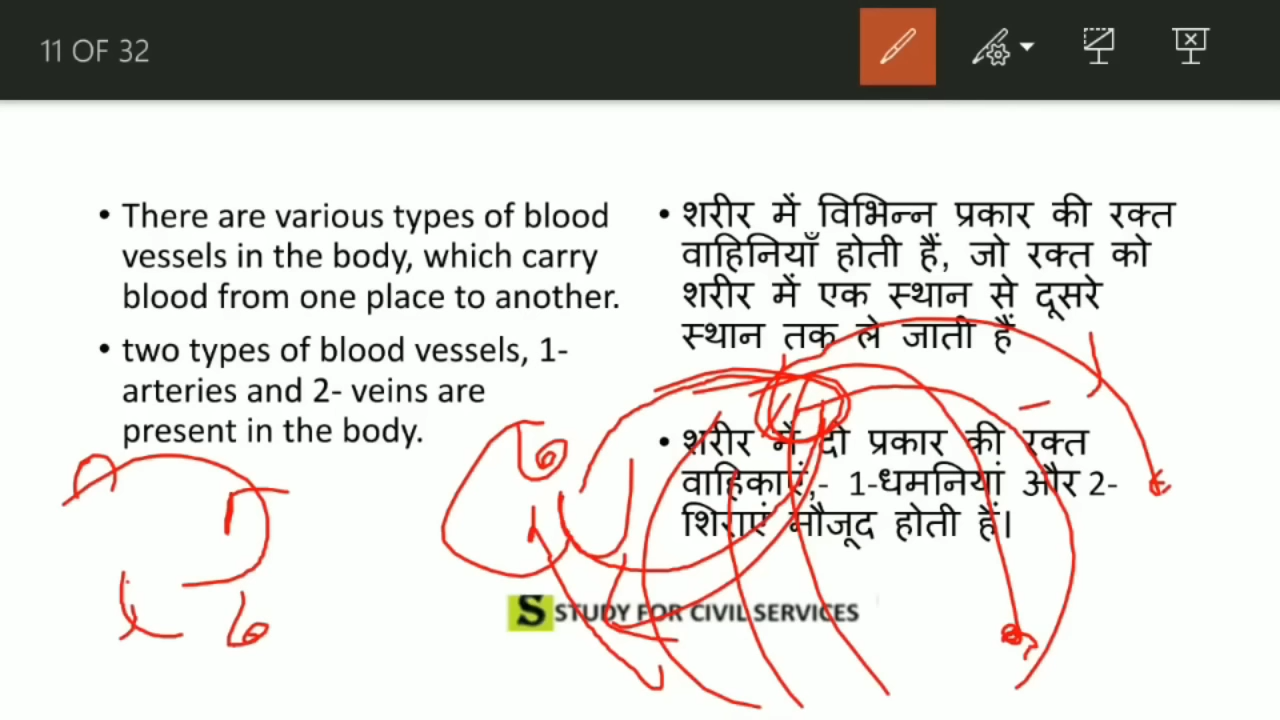 11 OF 32
• There are various types of blood
vessels in the body, which carry
blood from one place to another.
• two types of blood vessels, 1-
arteries and 2- veins are
present in the body.
• शरीर में विभिन्न प्रकार की रक्त
वाहिनियाँ होती हैं, जो रक्त को
शरीर में एक स्थान से दूसरे
स्थान तक ले जाती हैं
• शरीर में दो प्रकार की रक्त
वाहिकाएं,- 1-धमनियां और 2-
शिराएं मौजूद होती हैं।
S STUDY FOR CIVIL SERVICES